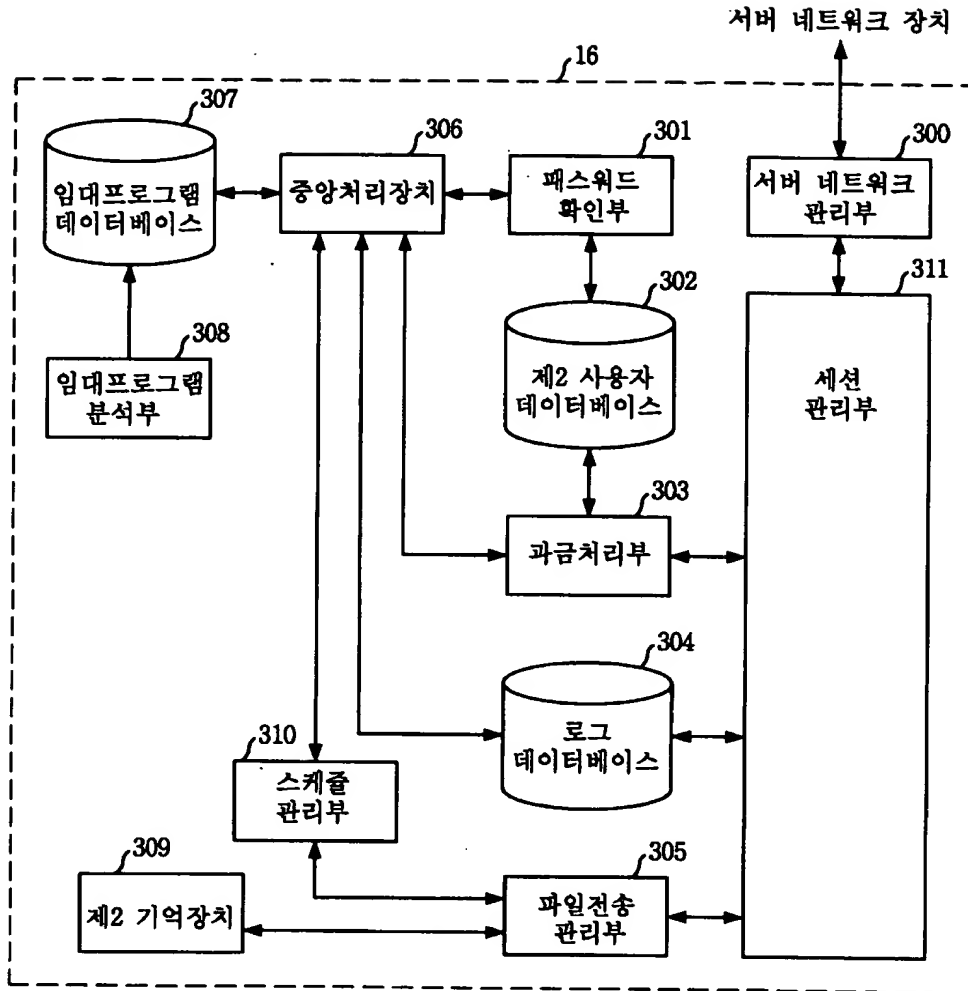 서버 네트워크 장치
16
307
임대프로그램
데이터베이스
306
중앙처리장치
301
패스워드
확인부
300
서버 네트워크
관리부
311
세션
관리부
308
임대프로그램
분석부
302
제2 사용자
데이터베이스
303
과금처리부
304
로그
데이터베이스
310
스케쥴
관리부
309
제2 기억장치
305
파일전송
관리부